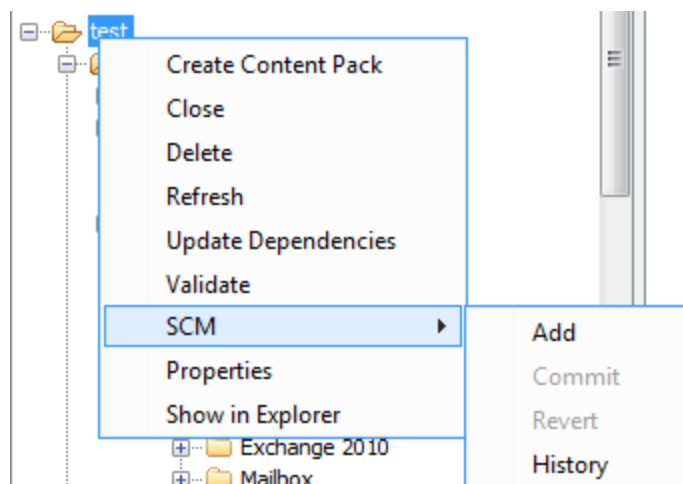 test
Create Content Pack
Close
Delete
Refresh
Update Dependencies
Validate
SCM
Add
Properties
Commit
Show in Explorer
Revert
Exchange 2010
History
Mailbox